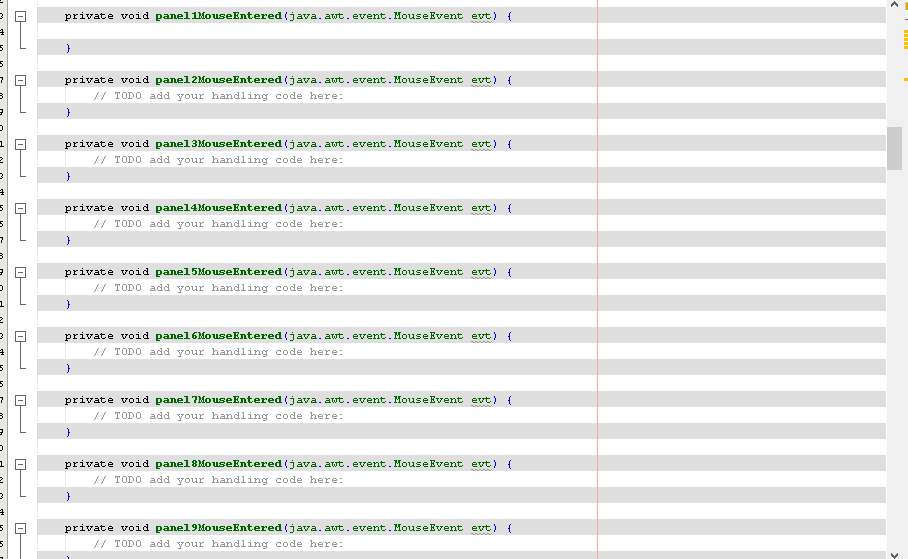 private void panel1MouseEntered(java.awt.event.MouseEvent evt) {
}
private void panel2MouseEntered(java.awt.event.MouseEvent evt) {
// TODO add your handling code here:
}
private void panel3MouseEntered(java.awt.event.MouseEvent evt) {
// TODO add your handling code here:
}
private void panel4MouseEntered(java.awt.event.MouseEvent evt) {
// TODO add your handling code here:
}
private void panel5MouseEntered(java.awt.event.MouseEvent evt) {
// TODO add your handling code here:
}
private void panel6MouseEntered(java.awt.event.MouseEvent evt) {
// TODO add your handling code here:
}
private void panel7MouseEntered(java.awt.event.MouseEvent evt) {
// TODO add your handling code here:
}
private void panel8MouseEntered(java.awt.event.MouseEvent evt) {
// TODO add your handling code here:
}
private void panel9MouseEntered(java.awt.event.MouseEvent evt) {
// TODO add your handling code here: